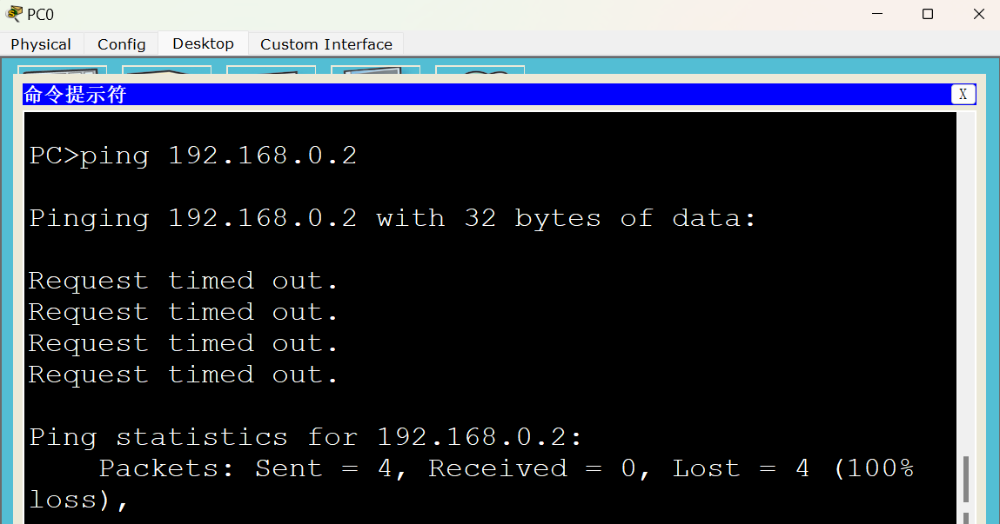 PC0
Physical Config Desktop Custom Interface
命令提示符 X
PC>ping 192.168.0.2
Pinging 192.168.0.2 with 32 bytes of data:
Request timed out.
Request timed out.
Request timed out.
Request timed out.
Ping statistics for 192.168.0.2:
Packets: Sent = 4, Received = 0, Lost = 4 (100%
loss),